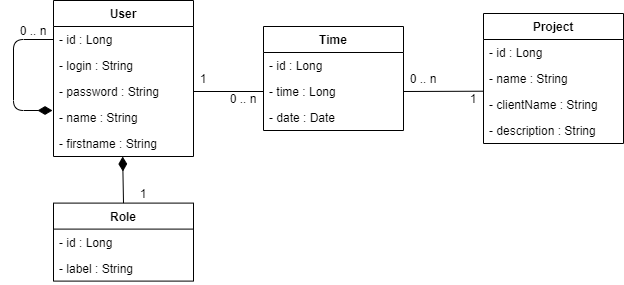 User
0 .. n
- id : Long
- login : String
- password : String
- name : String
- firstname : String
1
0 .. n
Time
- id : Long
- time : Long
- date : Date
0 .. n
1
Project
- id : Long
- name : String
- clientName : String
- description : String
1
Role
- id : Long
- label : String